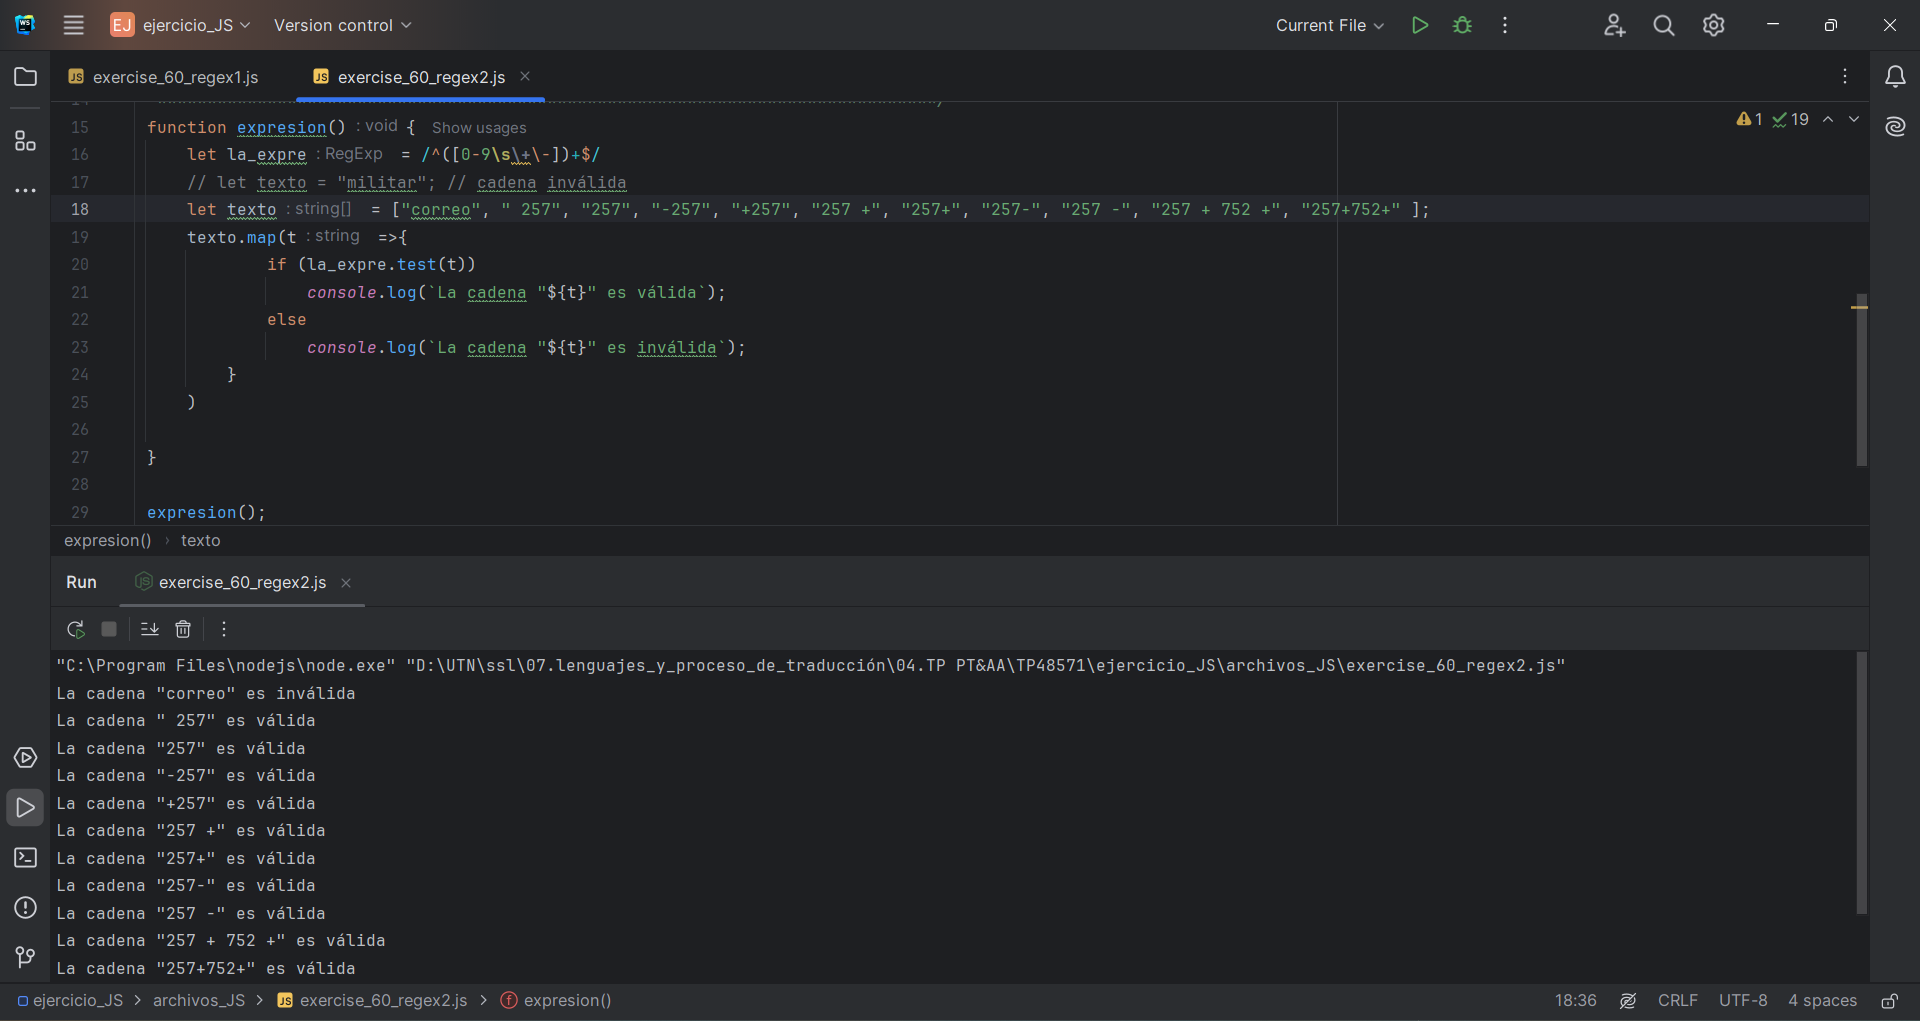 EJ ejercicio_JS Version control Current File
JS exercise_60_regex1.js JS exercise_60_regex2.js
15 function expresion() : void { Show usages 1 19
16 let la_expre : RegExp = /^([0-9\s\+\-])+$/
17 // let texto = "militar"; // cadena inválida
18 let texto : string[] = ["correo", " 257", "257", "-257", "+257", "257 +", "257+", "257-", "257 -", "257 + 752 +", "257+752+" ];
19 texto.map(t : string =>{
20 if (la_expre.test(t))
21 console.log(`La cadena "${t}" es válida`);
22 else
23 console.log(`La cadena "${t}" es inválida`);
24 }
25 )
26
27 }
28
29 expresion();
expresion() › texto
Run JS exercise_60_regex2.js
"C:\Program Files\nodejs\node.exe" "D:\UTN\ssl\07.lenguajes_y_proceso_de_traducción\04.TP PT&AA\TP48571\ejercicio_JS\archivos_JS\exercise_60_regex2.js"
La cadena "correo" es inválida
La cadena " 257" es válida
La cadena "257" es válida
La cadena "-257" es válida
La cadena "+257" es válida
La cadena "257 +" es válida
La cadena "257+" es válida
La cadena "257-" es válida
La cadena "257 -" es válida
La cadena "257 + 752 +" es válida
La cadena "257+752+" es válida
ejercicio_JS > archivos_JS > JS exercise_60_regex2.js > f expresion() 18:36 CRLF UTF-8 4 spaces